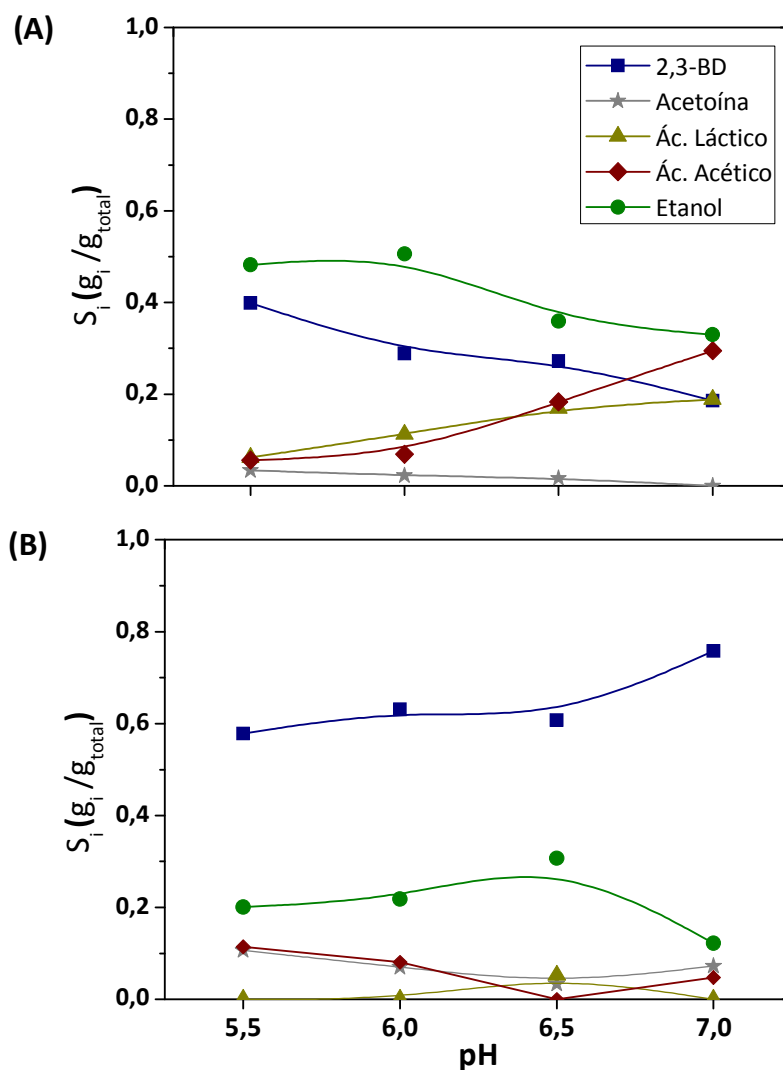 (A)
1,0
0,8
0,6
0,4
0,2
0,0
S_i (g_i /g_total)
2,3-BD
Acetoína
Ác. Láctico
Ác. Acético
Etanol
(B)
1,0
0,8
0,6
0,4
0,2
0,0
S_i (g_i /g_total)
5,5 6,0 6,5 7,0
pH